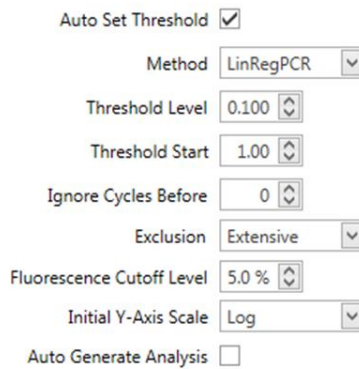 Auto Set Threshold
Method LinRegPCR
Threshold Level 0.100
Threshold Start 1.00
Ignore Cycles Before 0
Exclusion Extensive
Fluorescence Cutoff Level 5.0 %
Initial Y-Axis Scale Log
Auto Generate Analysis